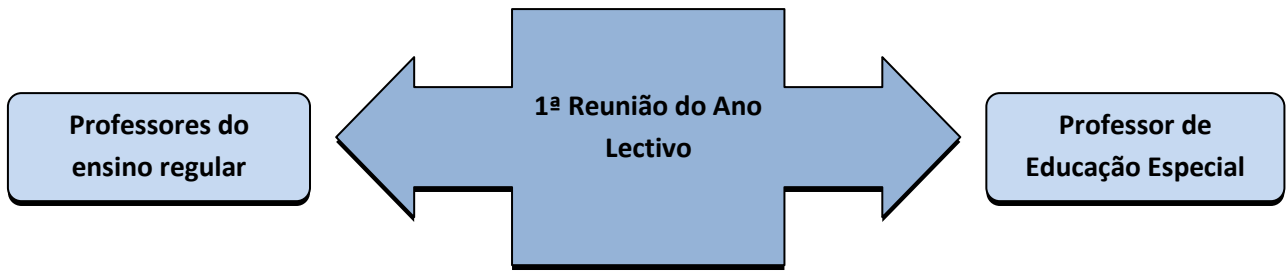 Professores do
ensino regular
1ª Reunião do Ano
Lectivo
Professor de
Educação Especial